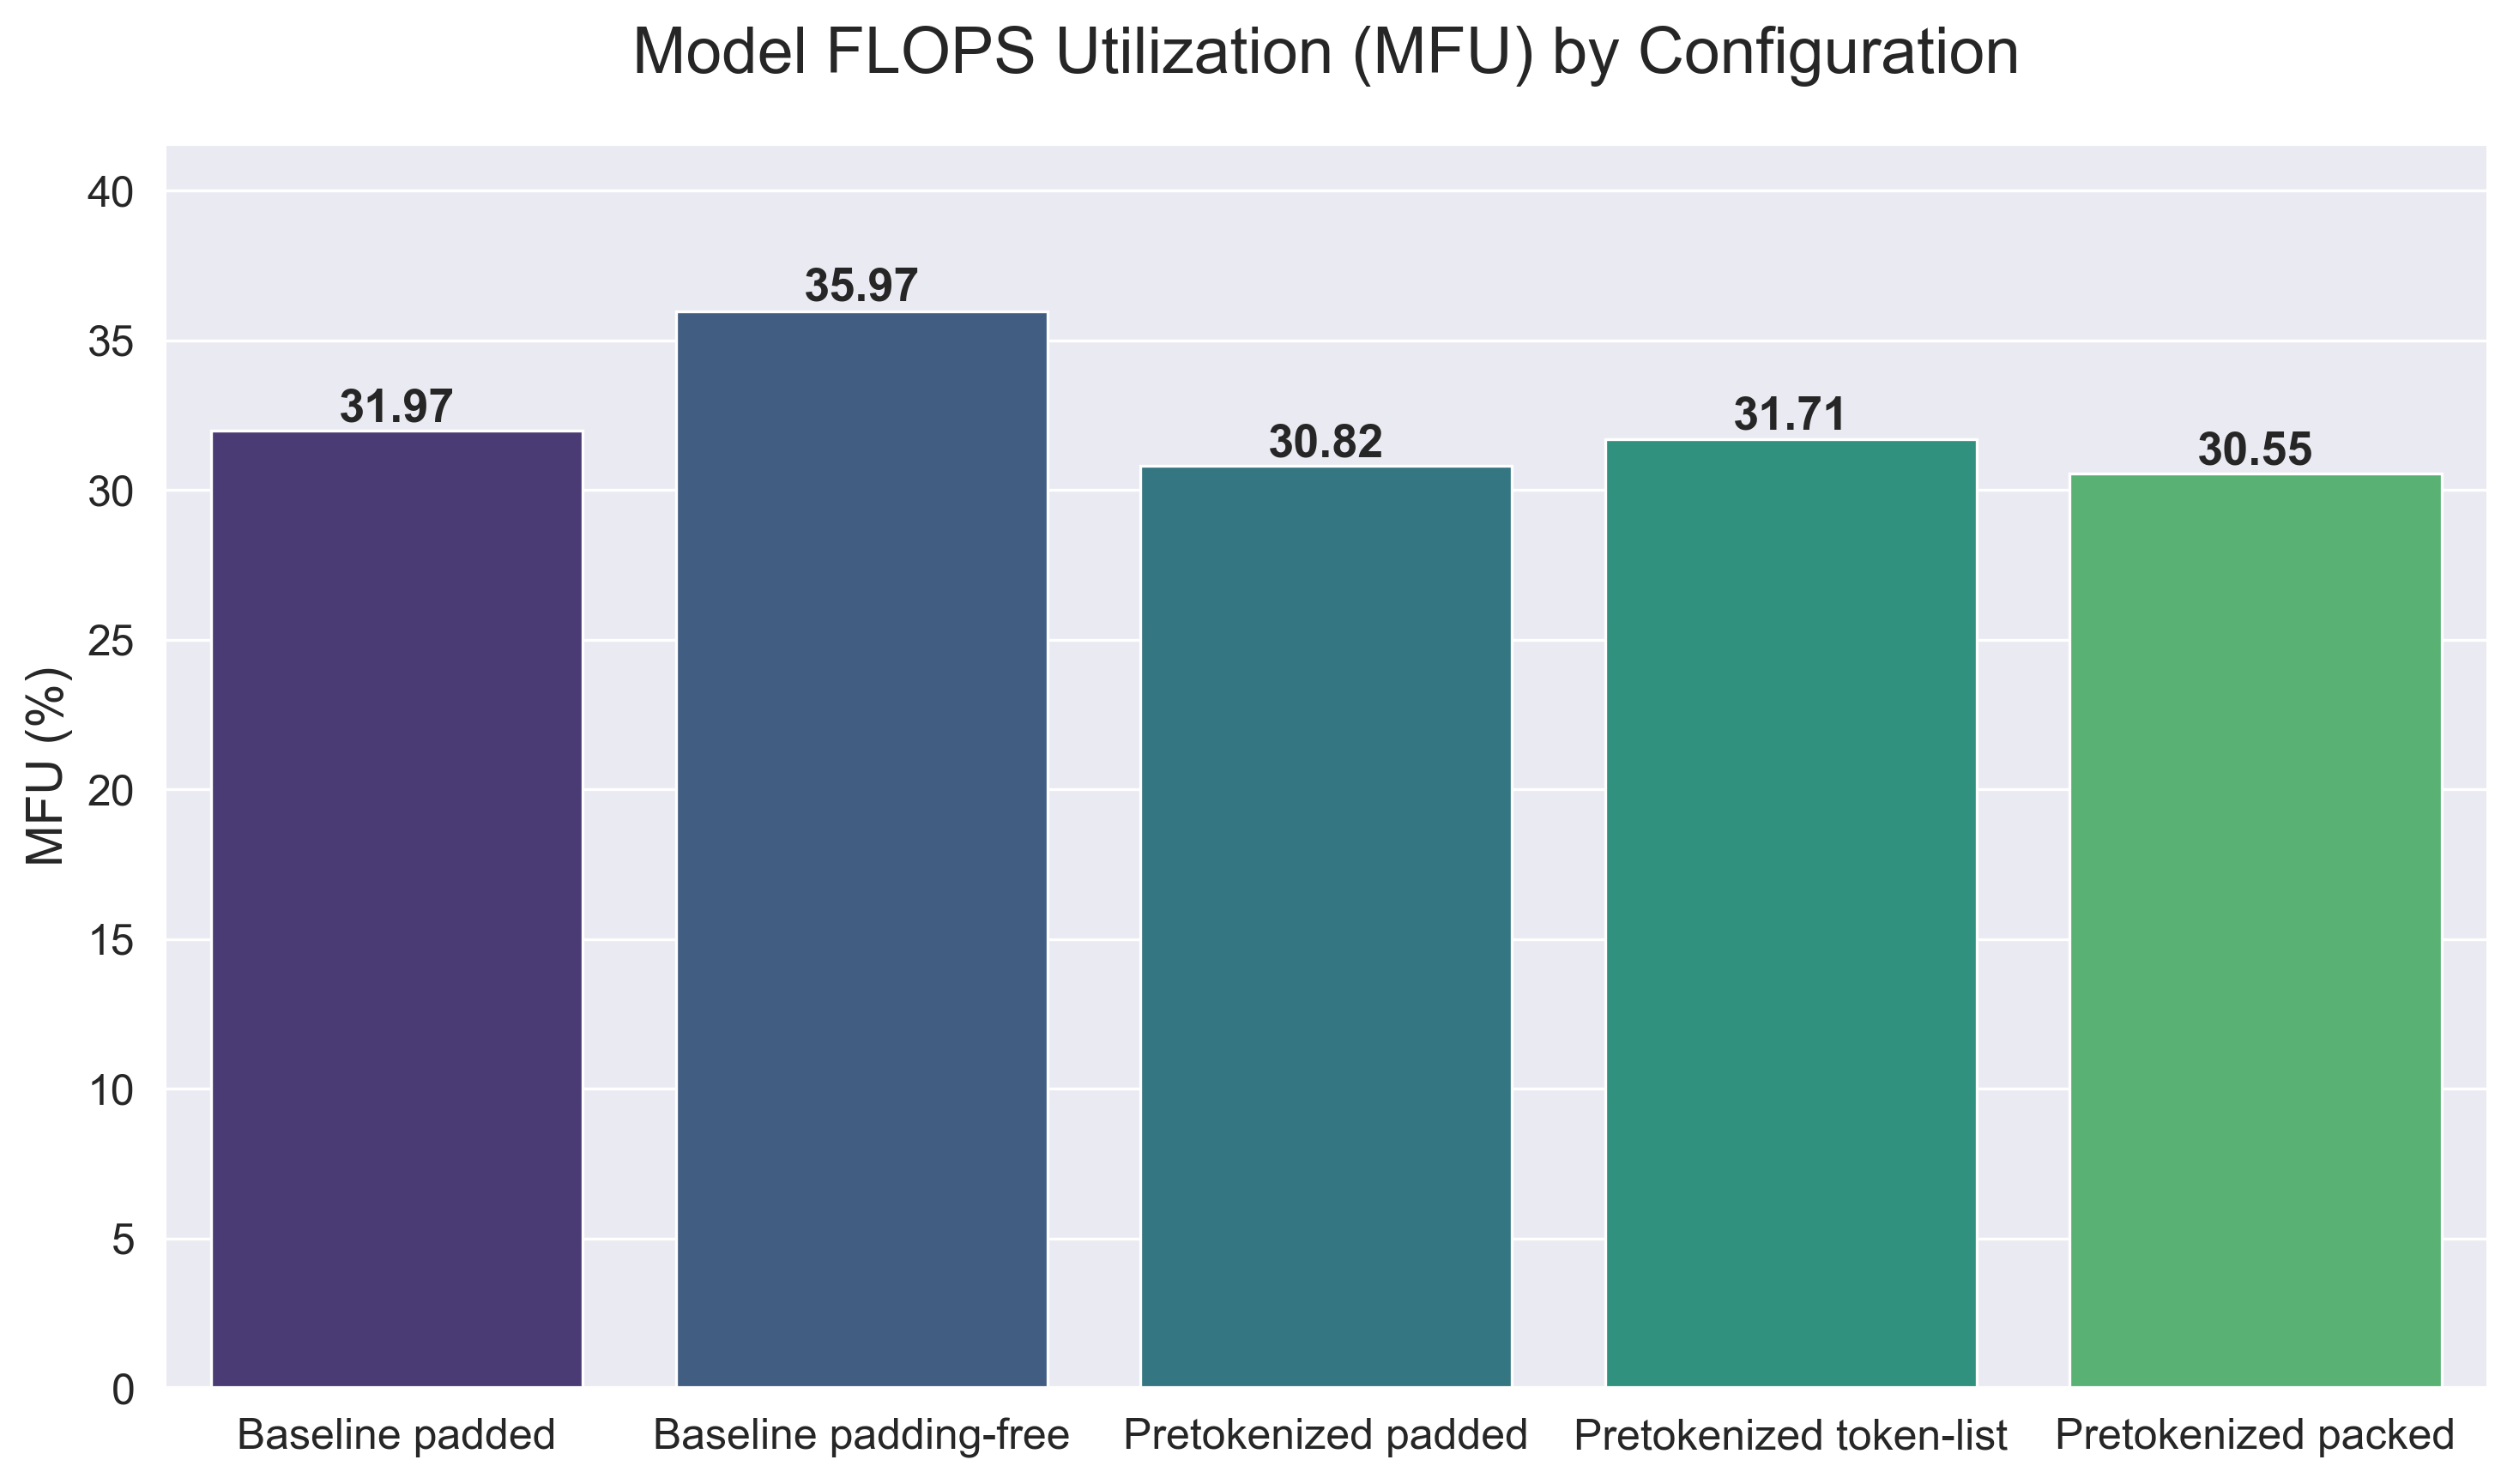 Model FLOPS Utilization (MFU) by Configuration
MFU (%)
40
35
30
25
20
15
10
5
0
31.97
35.97
30.82
31.71
30.55
Baseline padded
Baseline padding-free
Pretokenized padded
Pretokenized token-list
Pretokenized packed